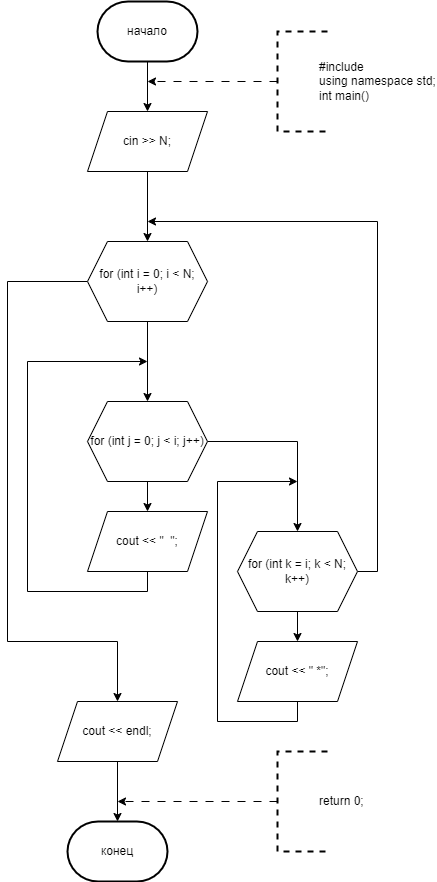 начало
#include
using namespace std;
int main()
cin >> N;
for (int i = 0; i < N;
i++)
for (int j = 0; j < i; j++)
cout << "  ";
for (int k = i; k < N;
k++)
cout << " *";
cout << endl;
return 0;
конец